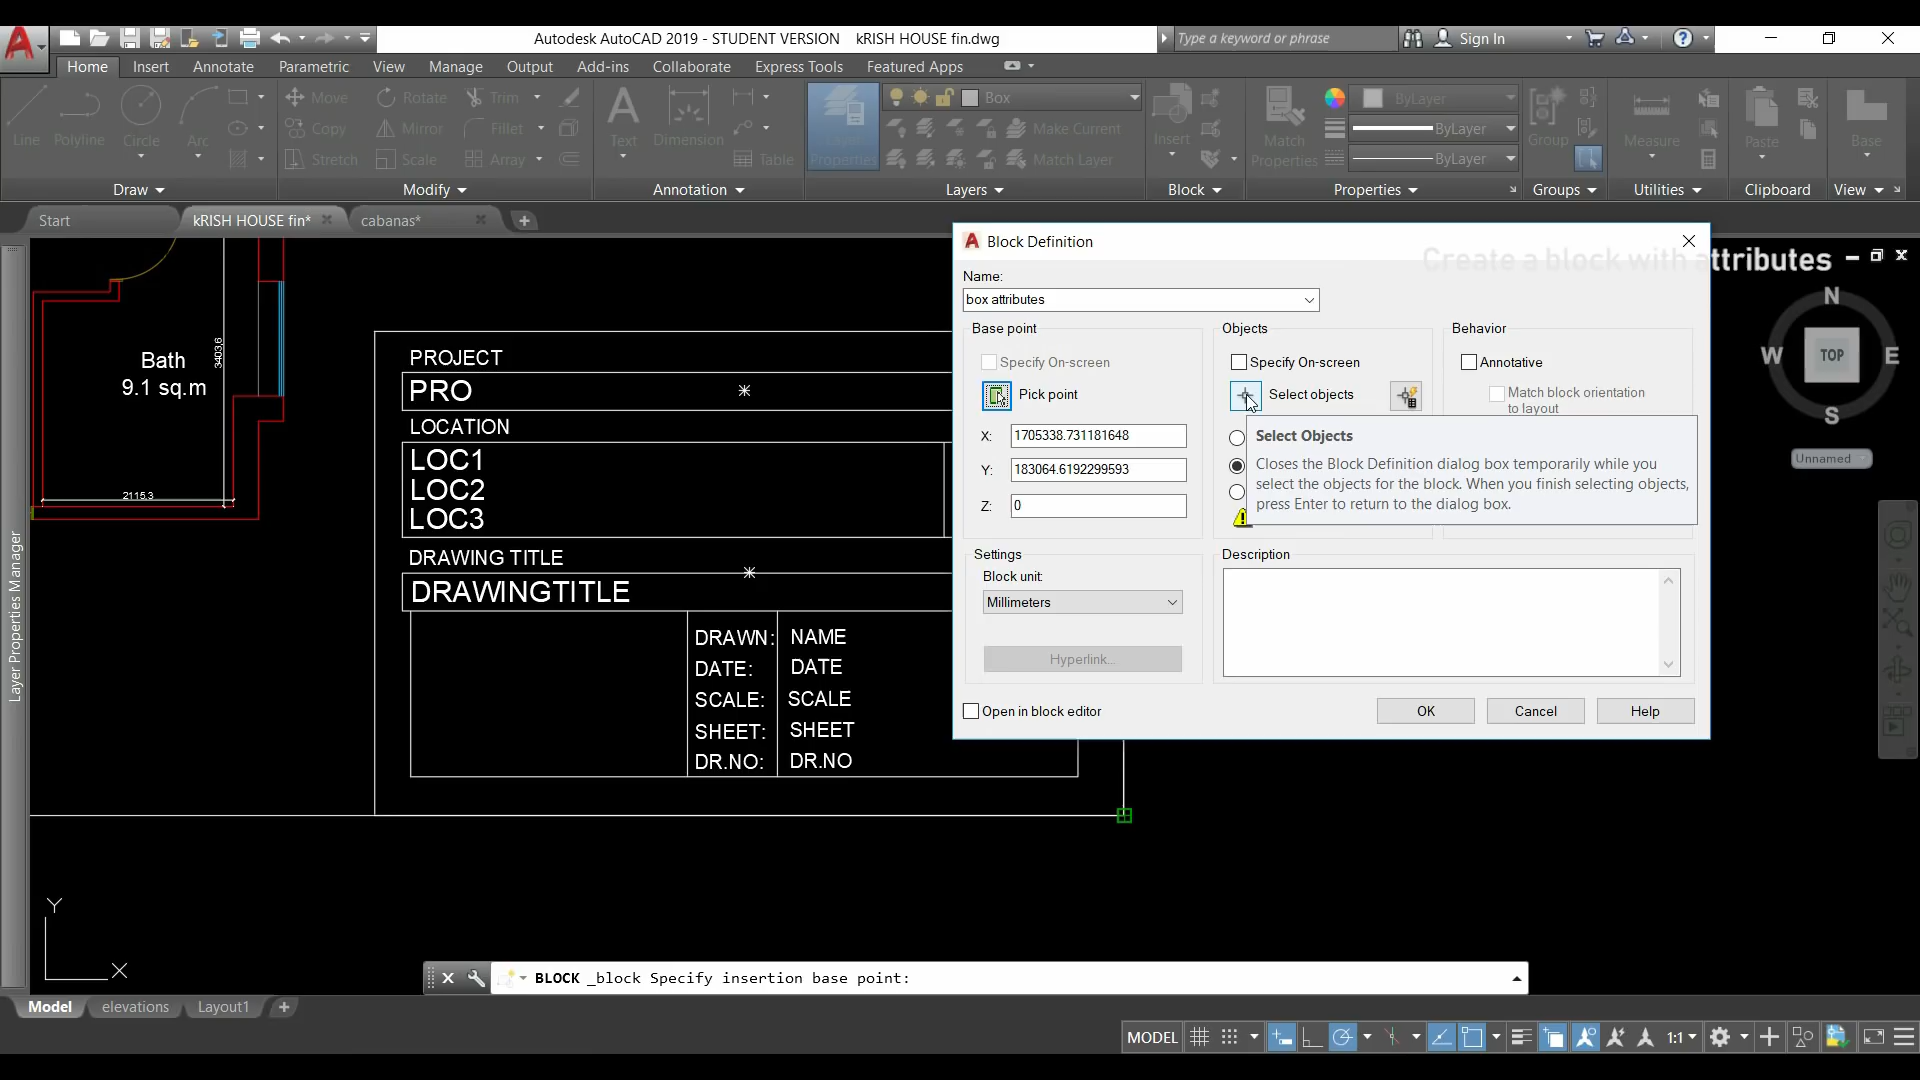 Autodesk AutoCAD 2019 - STUDENT VERSION kRISH HOUSE fin.dwg
Type a keyword or phrase
Sign In
Home Insert Annotate Parametric View Manage Output Add-ins Collaborate Express Tools Featured Apps
Line Polyline Circle Arc
Move Rotate Trim
Copy Mirror Fillet
Stretch Scale Array
Text Dimension Table
Layer Properties
Box
Make Current
Match Layer
Insert
Match Properties
ByLayer
ByLayer
ByLayer
Group Measure Paste Base
Draw Modify Annotation Layers Block Properties Groups Utilities Clipboard View
Start kRISH HOUSE fin* cabanas*
Create a block with attributes
N
W TOP E
S
Unnamed
Layer Properties Manager
Bath
9.1 sq.m
3403,6
2115,3
PROJECT
PRO
LOCATION
LOC1
LOC2
LOC3
DRAWING TITLE
DRAWINGTITLE
DRAWN: NAME
DATE: DATE
SCALE: SCALE
SHEET: SHEET
DR.NO: DR.NO
Block Definition
Name:
box attributes
Base point
Specify On-screen
Pick point
X: 1705338.731181648
Y: 183064.6192299593
Z: 0
Objects
Specify On-screen
Select objects
Behavior
Annotative
Match block orientation
to layout
Select Objects
Closes the Block Definition dialog box temporarily while you
select the objects for the block. When you finish selecting objects,
press Enter to return to the dialog box.
Settings
Block unit:
Millimeters
Hyperlink...
Description
Open in block editor
OK Cancel Help
Y
X
BLOCK _block Specify insertion base point:
Model elevations Layout1
MODEL 1:1